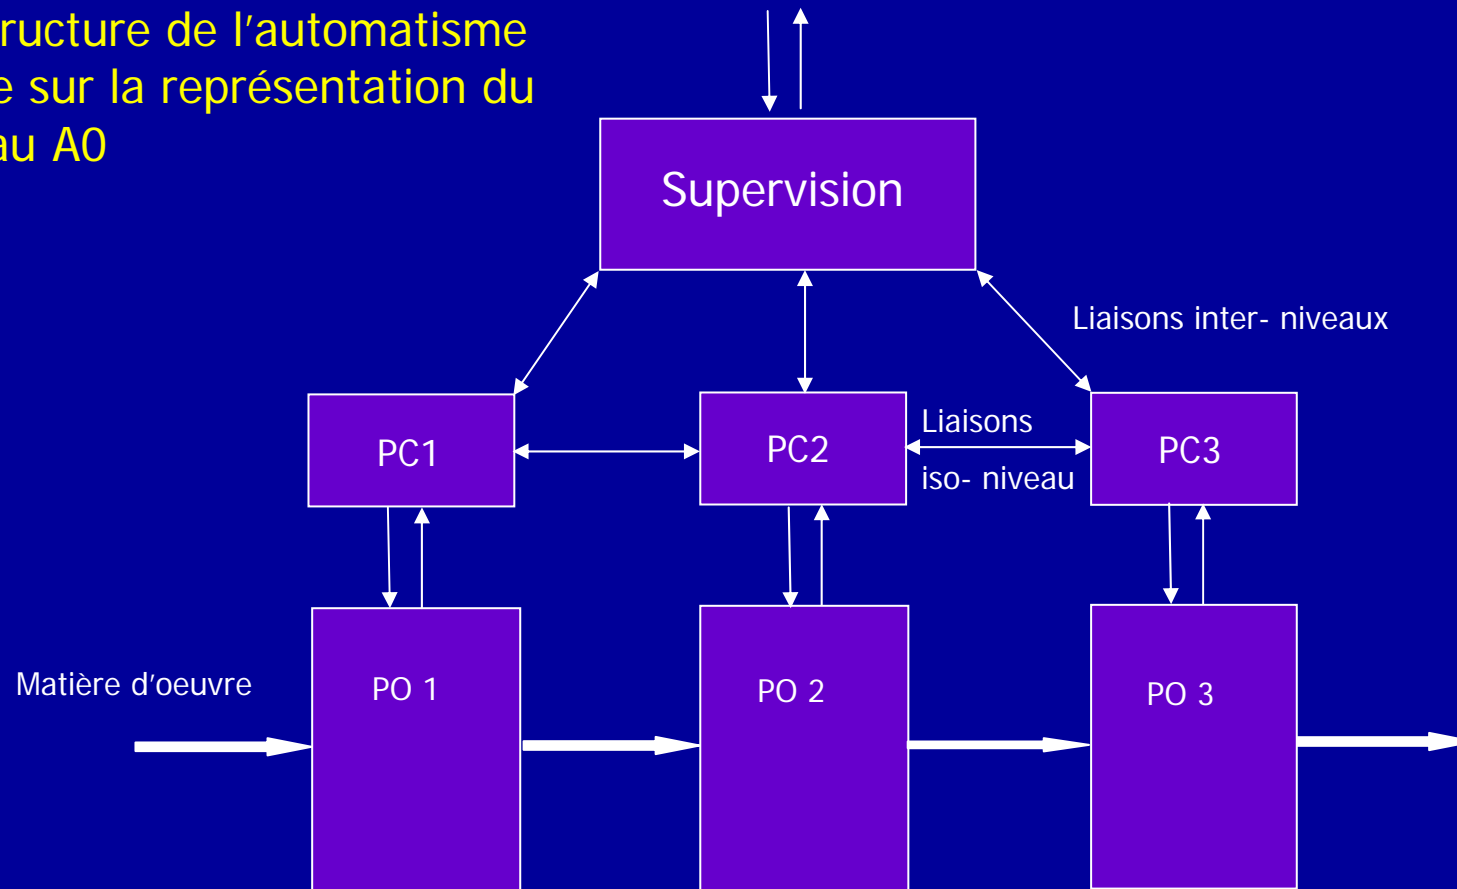 ructure de l'automatisme
e sur la représentation du
au A0
Supervision
Liaisons inter- niveaux
PC1
PC2
Liaisons
iso- niveau
PC3
Matière d'oeuvre
PO 1
PO 2
PO 3